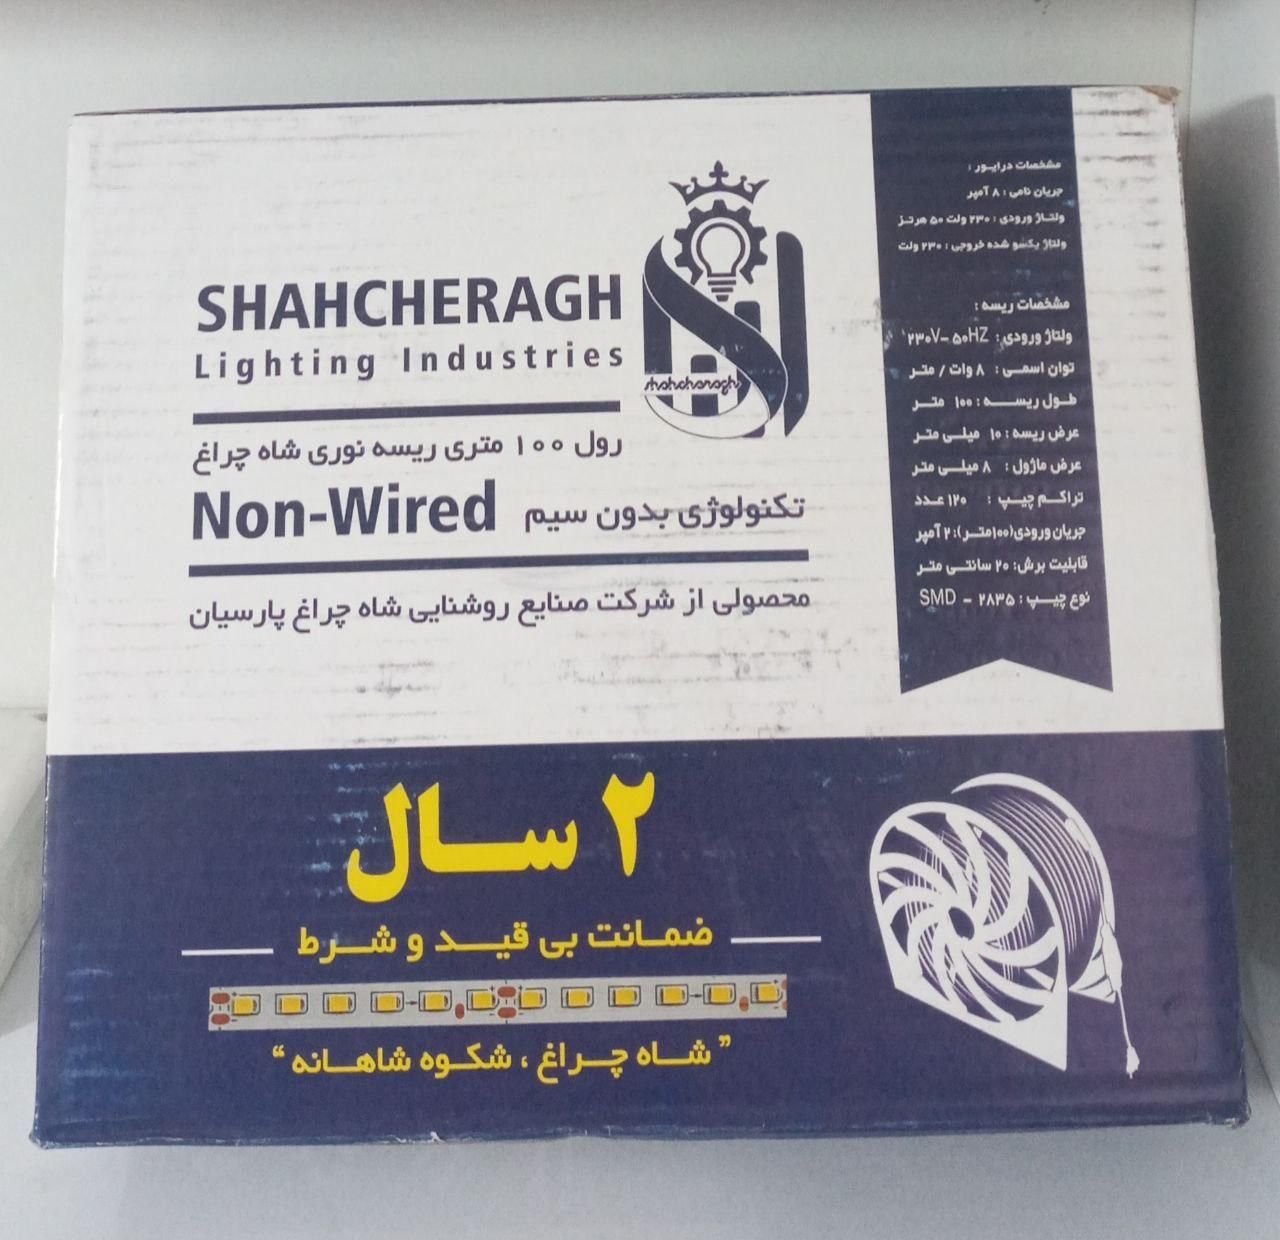 SHAHCHERAGH
Lighting Industries
shahcheragh
رول ۱۰۰ متری ریسه نوری شاه چراغ
Non-Wired تکنولوژی بدون سیم
محصولی از شرکت صنایع روشنایی شاه چراغ پارسیان
مشخصات درایور :
جریان نامی : ۸ آمپر
ولتاژ ورودی : ۲۳۰ ولت ۵۰ هرتز
ولتاژ یکسو شده خروجی : ۲۳۰ ولت
مشخصات ریسه :
ولتاژ ورودی : ۲۳۰V- ۵۰HZ
توان اسمی : ۸ وات / متر
طول ریسه : ۱۰۰ متر
عرض ریسه : ۱۰ میلی متر
عرض ماژول : ۸ میلی متر
تراکم چیپ : ۱۲۰ عدد
جریان ورودی(۱۰۰متر): ۲ آمپر
قابلیت برش: ۲۰ سانتی متر
نوع چیپ : SMD - ۲۸۳۵
۲ سال
ضمانت بی قید و شرط
” شاه چراغ ، شکوه شاهانه “